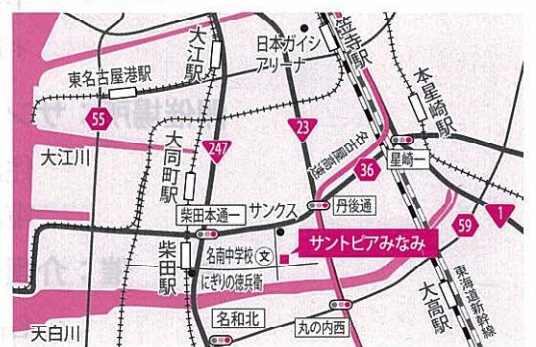 大江駅
日本ガイシ
アリーナ
笠寺駅
東名古屋港駅
本星崎駅
55
247
23
名古屋高速
大江川
大同町駅
36
星崎一
1
柴田本通一
サンクス
丹後通
59
サントピアみなみ
名南中学校
文
にぎりの徳兵衛
柴田駅
大高駅
東海道新幹線
名和北
丸の内西
天白川